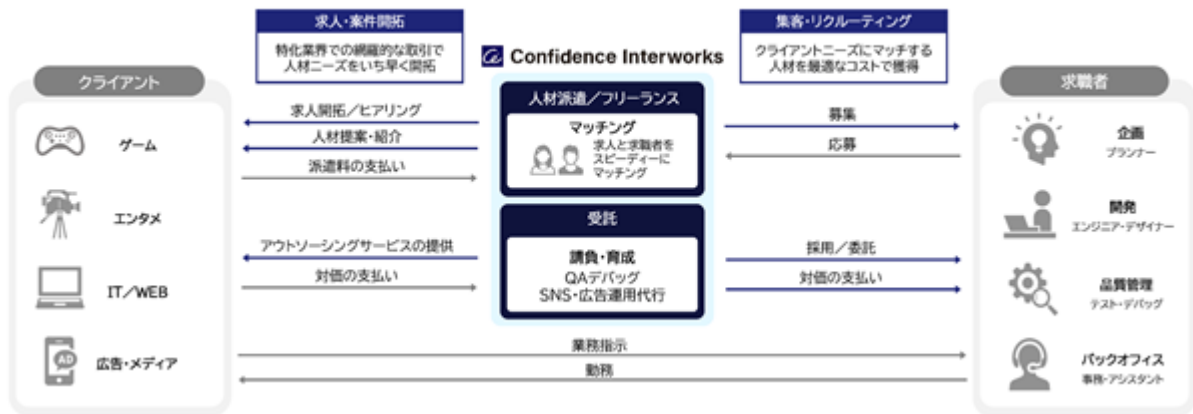 求人・案件開拓
特化業界での網羅的な取引で
人材ニーズをいち早く開拓
集客・リクルーティング
クライアントニーズにマッチする
人材を最適なコストで獲得
Confidence Interworks
クライアント
ゲーム
エンタメ
IT/WEB
AD
広告・メディア
求人開拓/ヒアリング
人材提案・紹介
派遣料の支払い
アウトソーシングサービスの提供
対価の支払い
人材派遣/フリーランス
マッチング
求人と求職者を
スピーディーに
マッチング
受託
請負・育成
QAデバッグ
SNS・広告運用代行
募集
応募
採用/委託
対価の支払い
業務指示
勤務
求職者
企画
プランナー
開発
エンジニア・デザイナー
品質管理
テスト・デバッグ
バックオフィス
事務・アシスタント